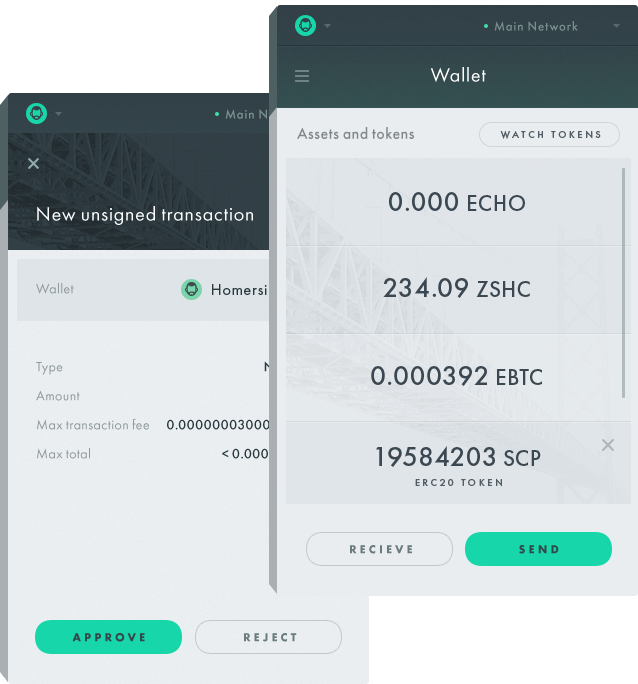 Main Network
Wallet
Assets and tokens
WATCH TOKENS
0.000 ECHO
234.09 ZSHC
0.000392 EBTC
19584203 SCP
ERC20 TOKEN
RECIEVE
SEND
Main N
New unsigned transaction
Wallet Homersi
Type
Amount
Max transaction fee 0.00000003000
Max total < 0.000
APPROVE
REJECT